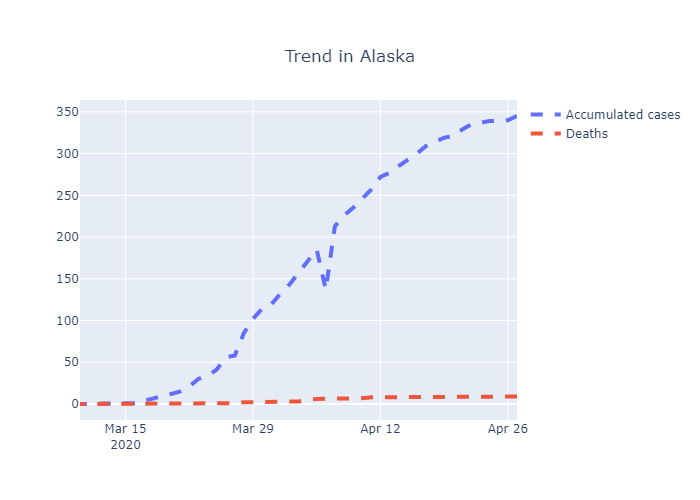 Trend in Alaska
350
300
250
200
150
100
50
0
Mar 15
2020
Mar 29
Apr 12
Apr 26
Accumulated cases
Deaths